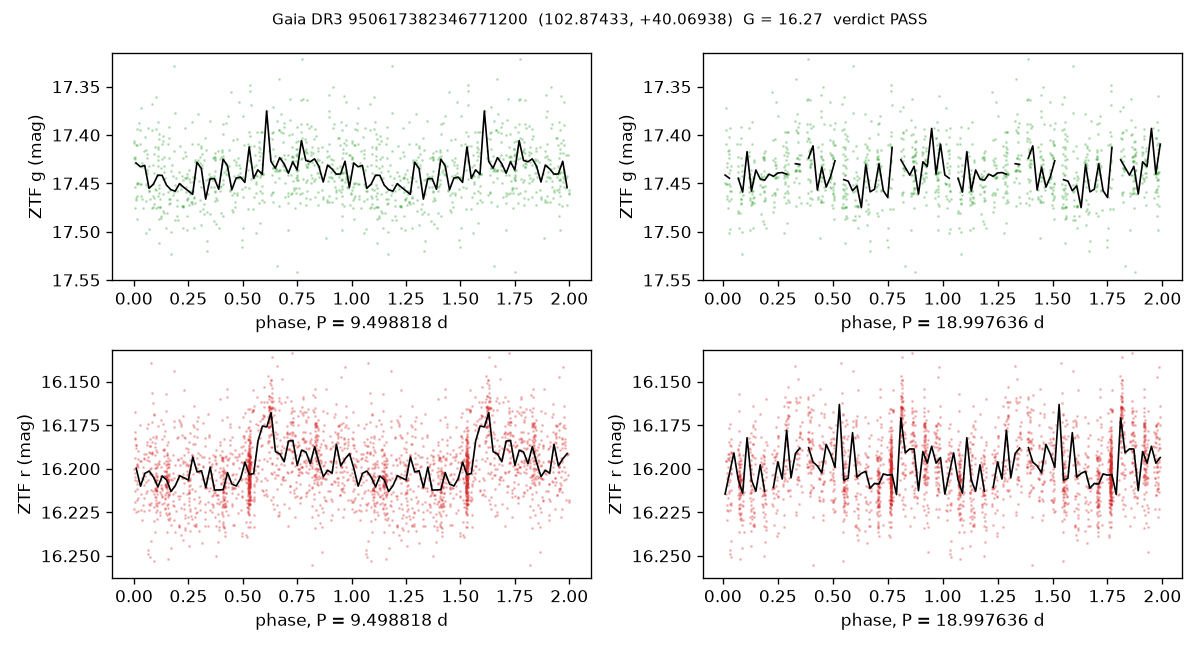 Gaia DR3 950617382346771200 (102.87433, +40.06938) G = 16.27 verdict PASS
ZTF g (mag)
17.35
17.40
17.45
17.50
17.55
0.00 0.25 0.50 0.75 1.00 1.25 1.50 1.75 2.00
phase, P = 9.498818 d
ZTF g (mag)
17.35
17.40
17.45
17.50
17.55
0.00 0.25 0.50 0.75 1.00 1.25 1.50 1.75 2.00
phase, P = 18.997636 d
ZTF r (mag)
16.150
16.175
16.200
16.225
16.250
0.00 0.25 0.50 0.75 1.00 1.25 1.50 1.75 2.00
phase, P = 9.498818 d
ZTF r (mag)
16.150
16.175
16.200
16.225
16.250
0.00 0.25 0.50 0.75 1.00 1.25 1.50 1.75 2.00
phase, P = 18.997636 d